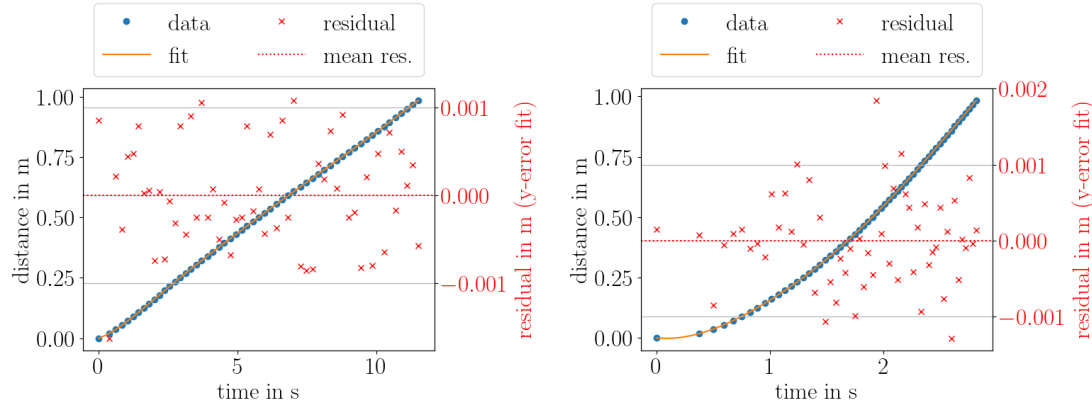 data
residual
fit
mean res.
1.00
0.75
0.50
0.25
0.00
distance in m
0
5
10
time in s
0.001
0.000
−0.001
residual in m (y-error fit)
data
residual
fit
mean res.
1.00
0.75
0.50
0.25
0.00
distance in m
0
1
2
time in s
0.002
0.001
0.000
−0.001
residual in m (y-error fit)